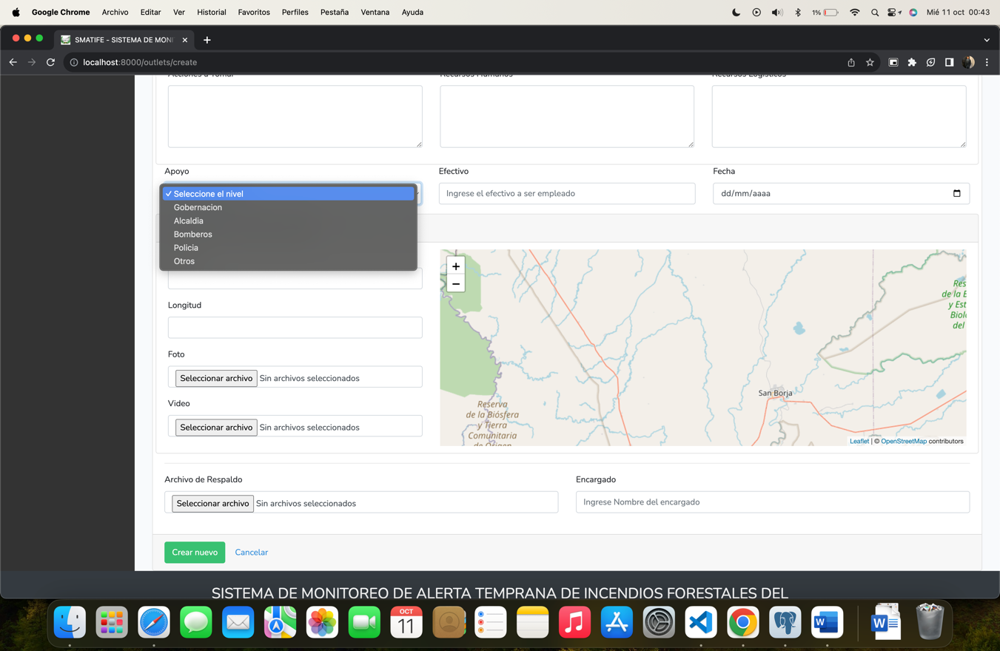 Google Chrome Archivo Editar Ver Historial Favoritos Perfiles Pestaña Ventana Ayuda 1% Mié 11 oct 00:43
SMATIFE - SISTEMA DE MONI
localhost:8000/outlets/create
Acciones a Tomar Recursos Humanos Recursos Logísticos
Apoyo Efectivo Fecha
✓ Seleccione el nivel
Ingrese el efectivo a ser empleado
dd/mm/aaaa
Gobernacion
Alcaldia
Bomberos
Policia
Otros
+
−
Longitud
Foto
Seleccionar archivo Sin archivos seleccionados
Video
Seleccionar archivo Sin archivos seleccionados
Res
de la B
y Est
Biol
del
San Borja
Reserva
de la Biósfera
y Tierra
Comunitaria
de Origen
Leaflet | © OpenStreetMap contributors
Archivo de Respaldo Encargado
Seleccionar archivo Sin archivos seleccionados Ingrese Nombre del encargado
Crear nuevo Cancelar
SISTEMA DE MONITOREO DE ALERTA TEMPRANA DE INCENDIOS FORESTALES DEL
OCT
11
W
W